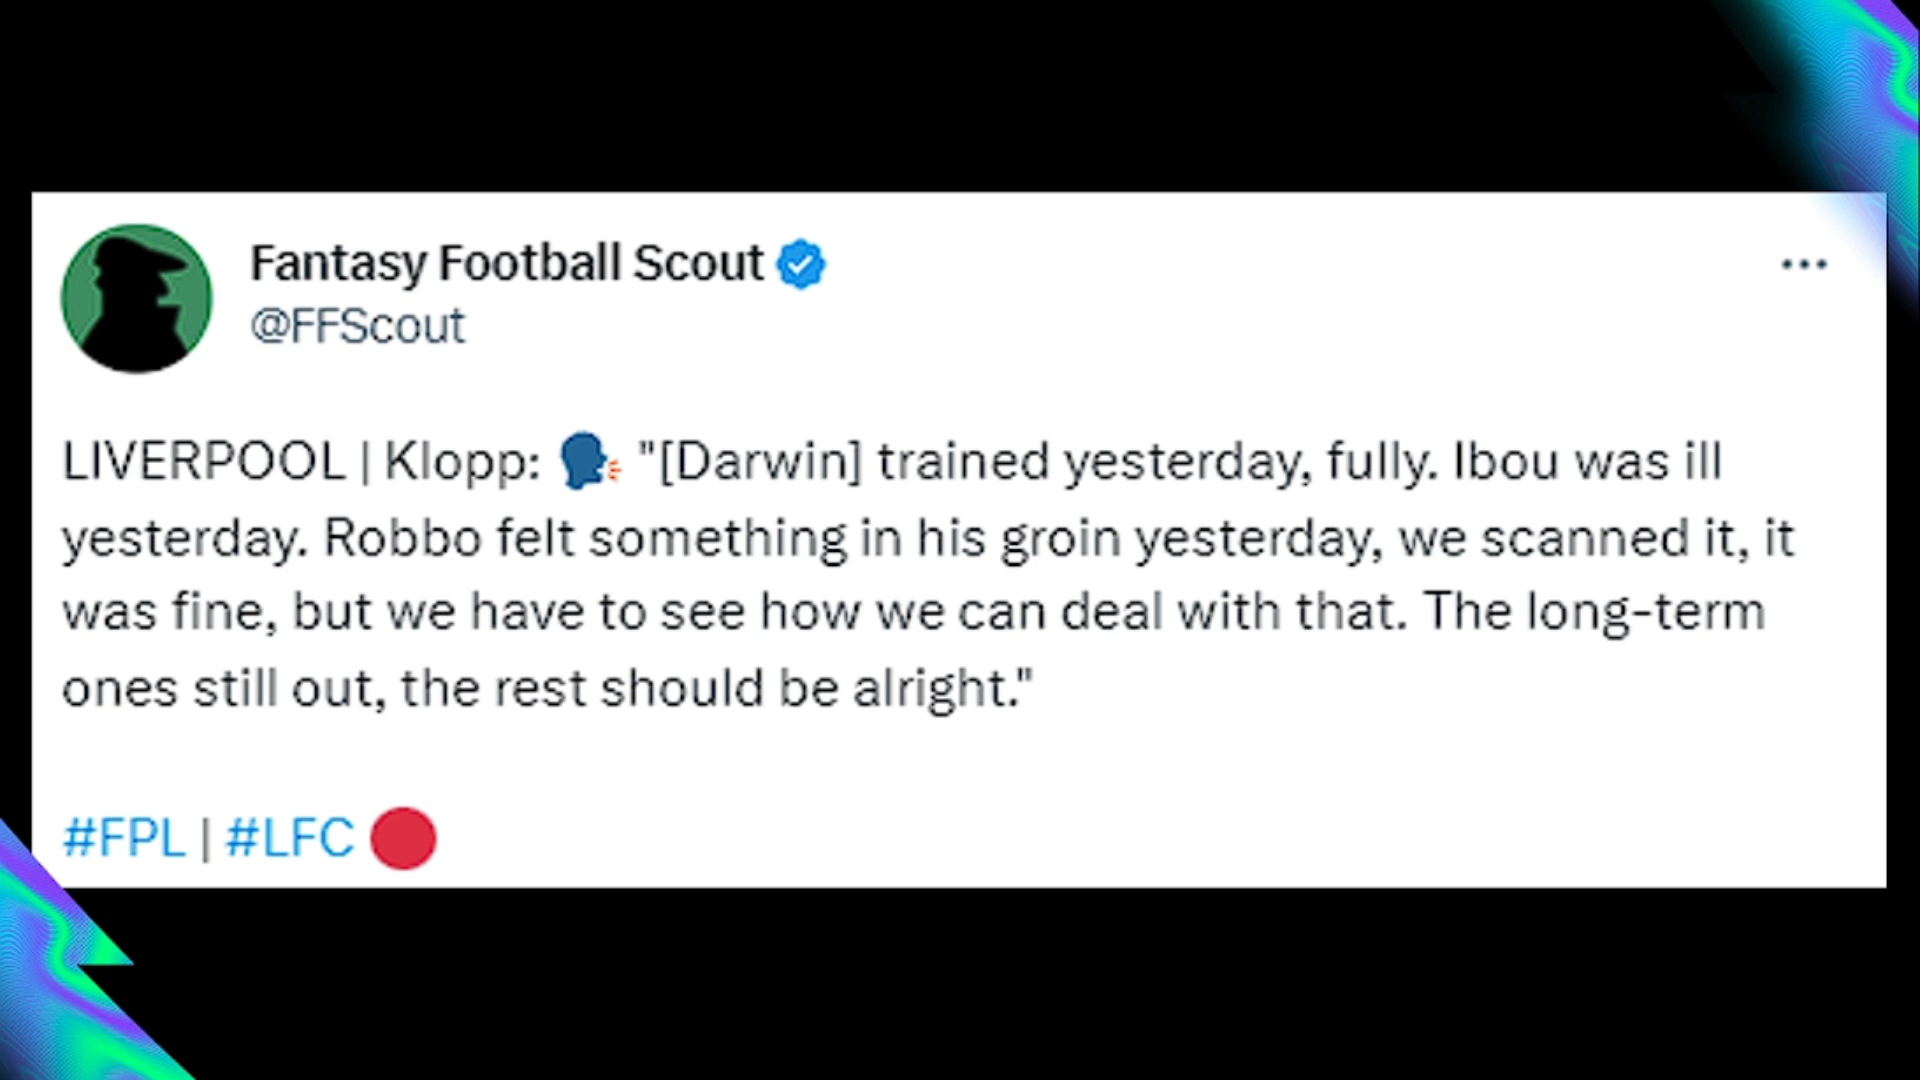 Fantasy Football Scout
@FFScout
LIVERPOOL | Klopp: 🗣️ "[Darwin] trained yesterday, fully. Ibou was ill
yesterday. Robbo felt something in his groin yesterday, we scanned it, it
was fine, but we have to see how we can deal with that. The long-term
ones still out, the rest should be alright."
#FPL | #LFC 🔴